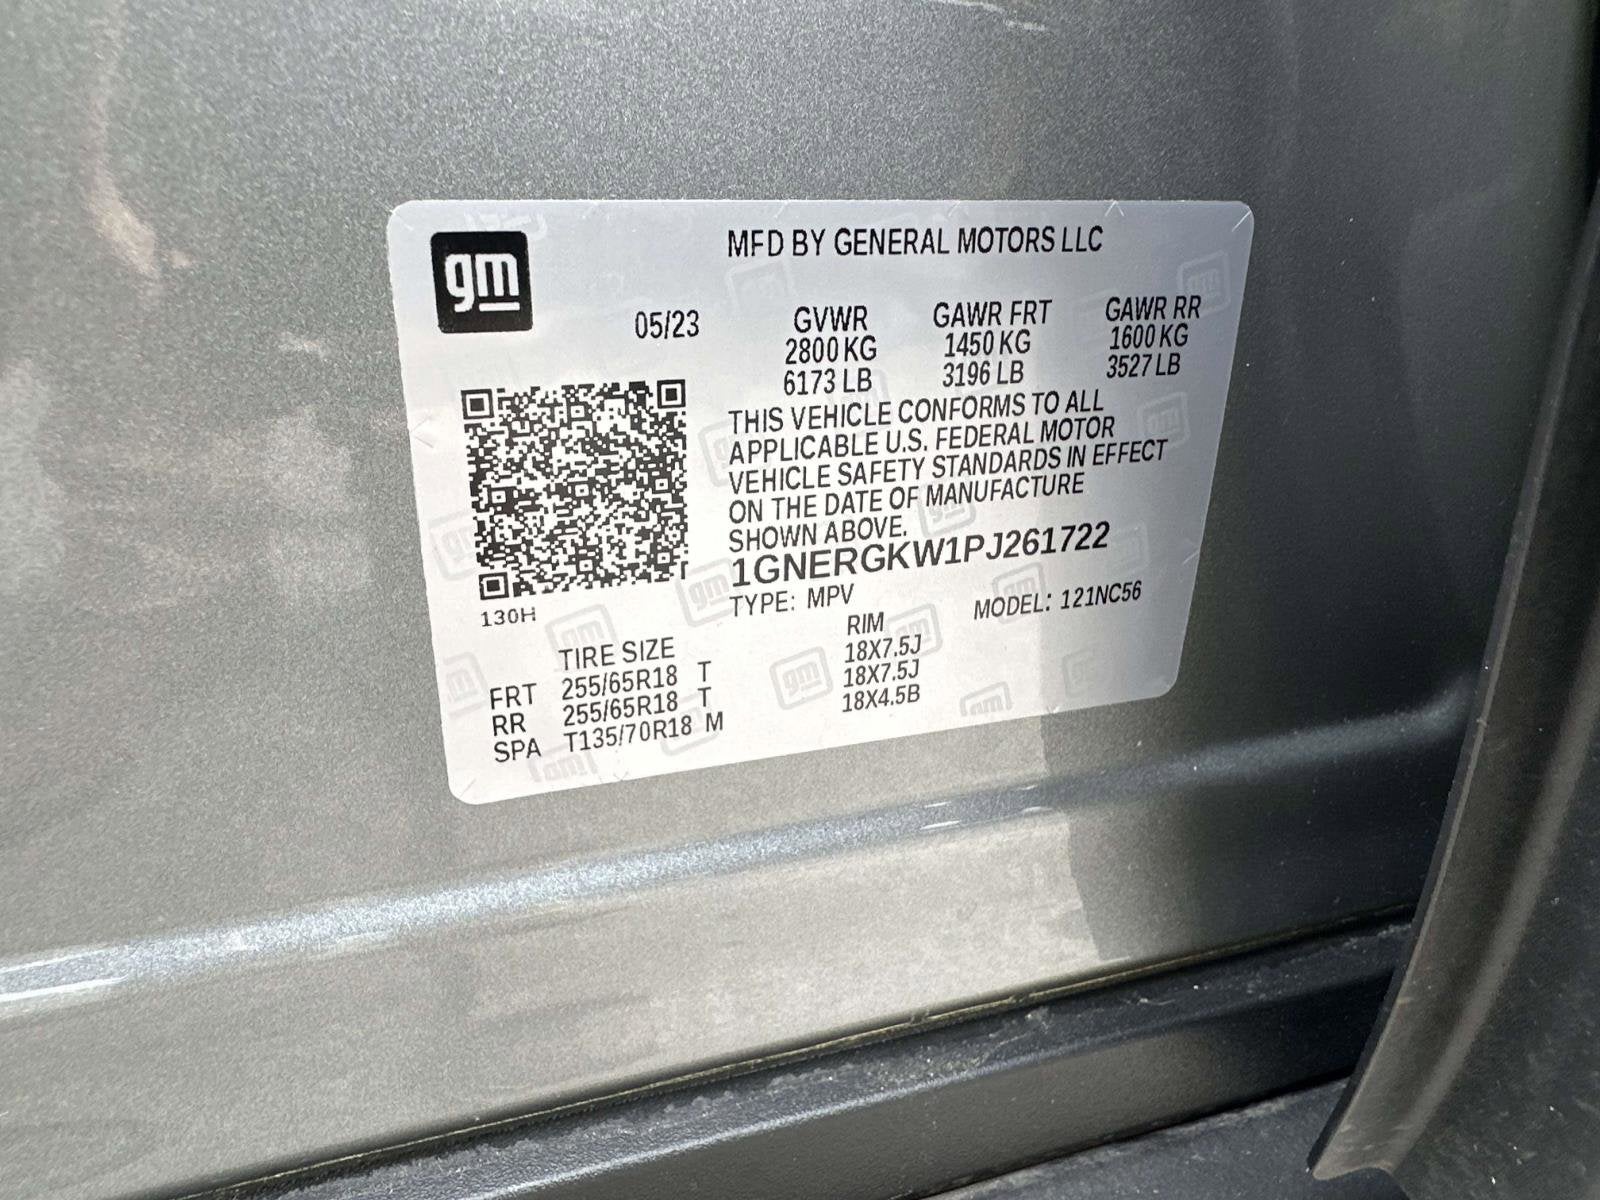 gm
MFD BY GENERAL MOTORS LLC
05/23 GVWR GAWR FRT GAWR RR
2800 KG 1450 KG 1600 KG
6173 LB 3196 LB 3527 LB
THIS VEHICLE CONFORMS TO ALL
APPLICABLE U.S. FEDERAL MOTOR
VEHICLE SAFETY STANDARDS IN EFFECT
ON THE DATE OF MANUFACTURE
SHOWN ABOVE.
1GNERGKW1PJ261722
TYPE: MPV MODEL: 121NC56
130H
TIRE SIZE RIM
FRT 255/65R18 T 18X7.5J
RR 255/65R18 T 18X7.5J
SPA T135/70R18 M 18X4.5B